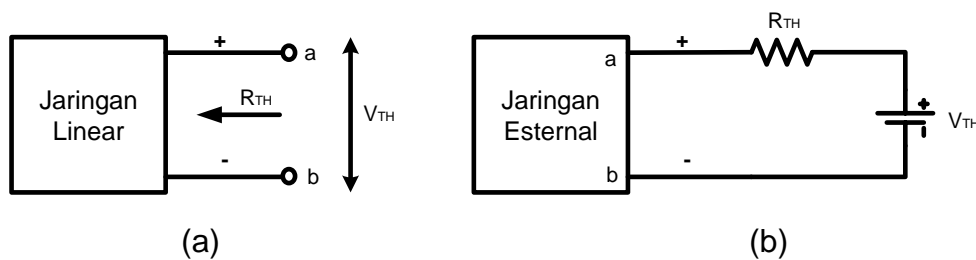 +
a
Jaringan
Linear
RTH
VTH
-
b
(a)
RTH
+
a
Jaringan
Esternal
+
VTH
-
b
(b)